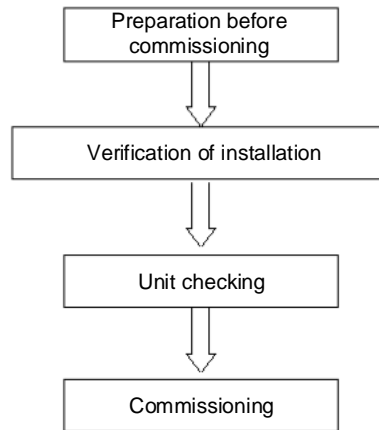 Preparation before
commissioning
Verification of installation
Unit checking
Commissioning